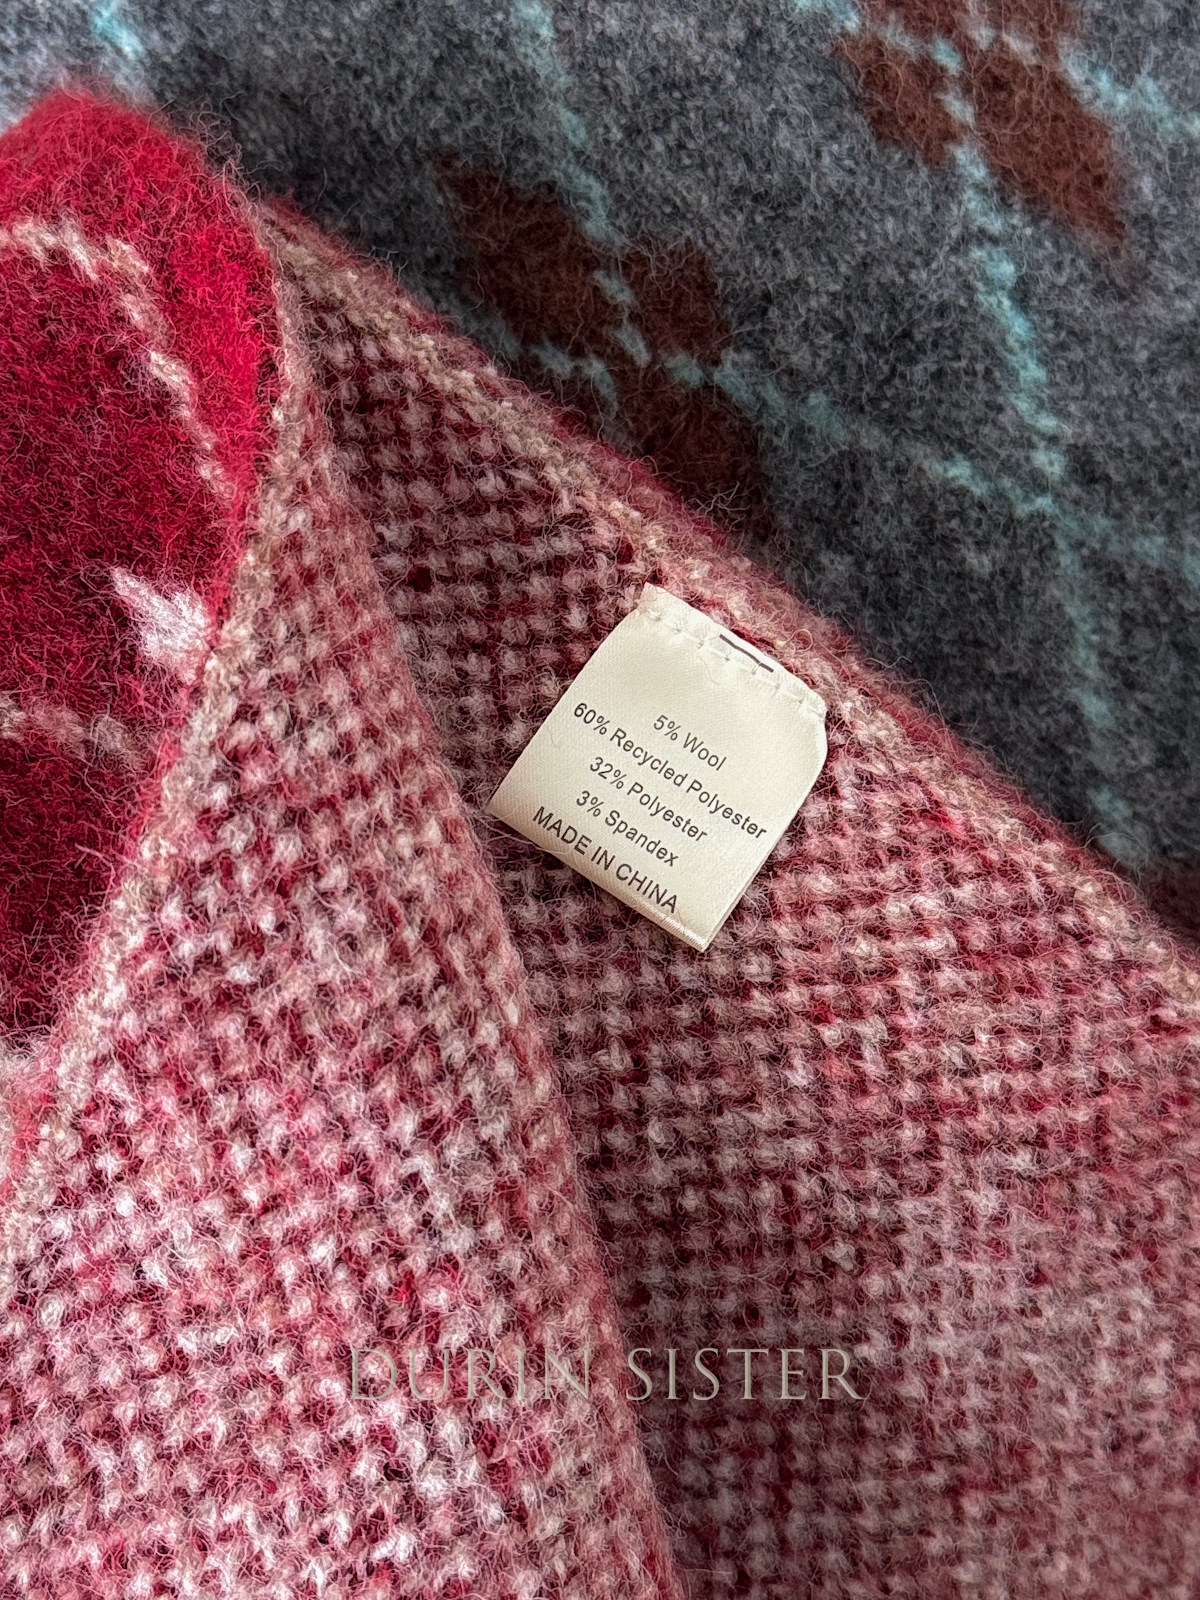 5% Wool
60% Recycled Polyester
32% Polyester
3% Spandex
MADE IN CHINA
DURIN SISTER